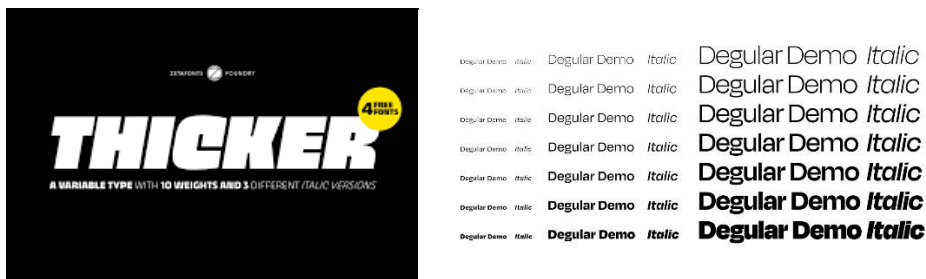 ZETAFONTS FOUNDRY
4 FREE
FONTS
THICKER
A VARIABLE TYPE WITH 10 WEIGHTS AND 3 DIFFERENT ITALIC VERSIONS
Degular Demo Italic Degular Demo Italic Degular Demo Italic
Degular Demo Italic Degular Demo Italic Degular Demo Italic
Degular Demo Italic Degular Demo Italic Degular Demo Italic
Degular Demo Italic Degular Demo Italic Degular Demo Italic
Degular Demo Italic Degular Demo Italic Degular Demo Italic
Degular Demo Italic Degular Demo Italic Degular Demo Italic
Degular Demo Italic Degular Demo Italic Degular Demo Italic